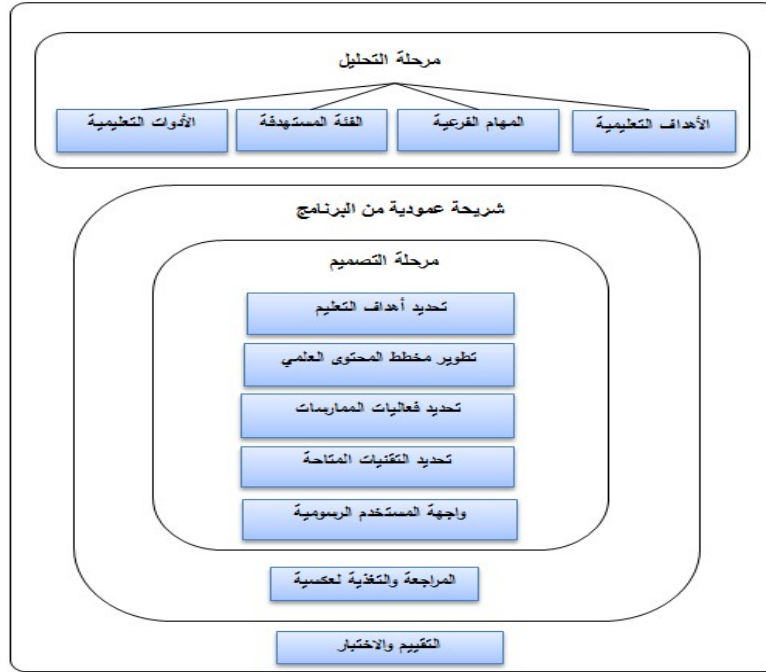 مرحلة التحليل
الأهداف التعليمية
المهام الفرعية
الفئة المستهدفة
الأدوات التعليمية
شريحة عمودية من البرنامج
مرحلة التصميم
تحديد أهداف التعليم
تطوير مخطط المحتوى العلمي
تحديد فعاليات الممارسات
تحديد التقنيات المتاحة
واجهة المستخدم الرسومية
المراجعة والتغذية لعكسية
التقييم والاختبار